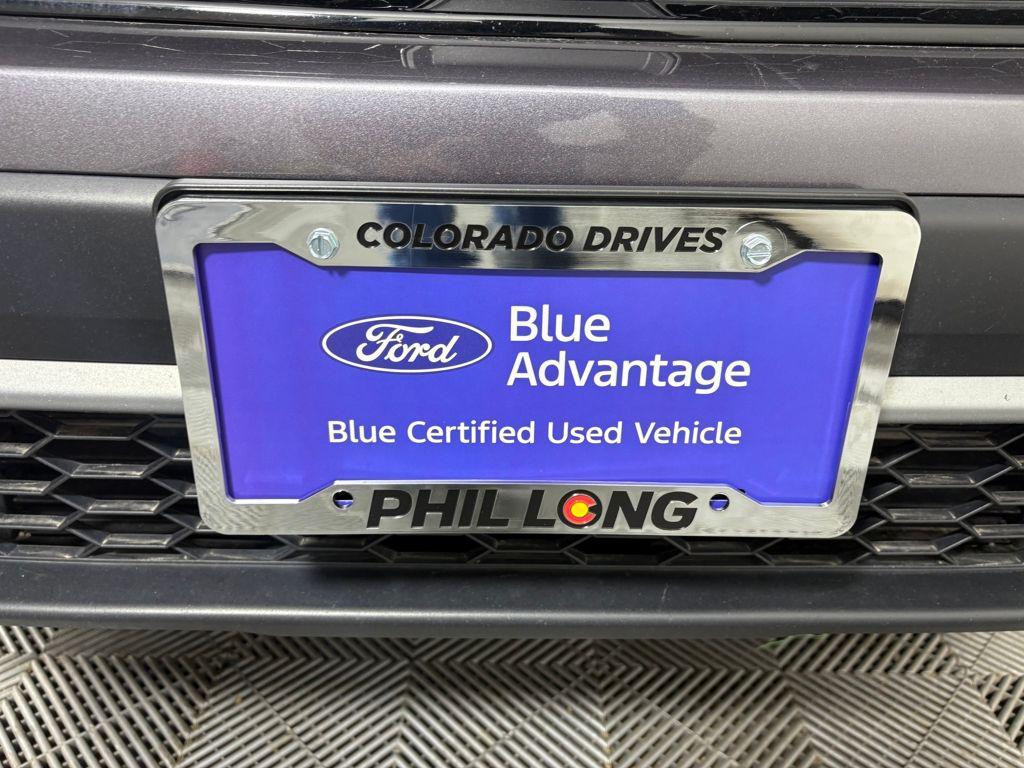 COLORADO DRIVES
Ford
Blue
Advantage
Blue Certified Used Vehicle
PHIL LONG